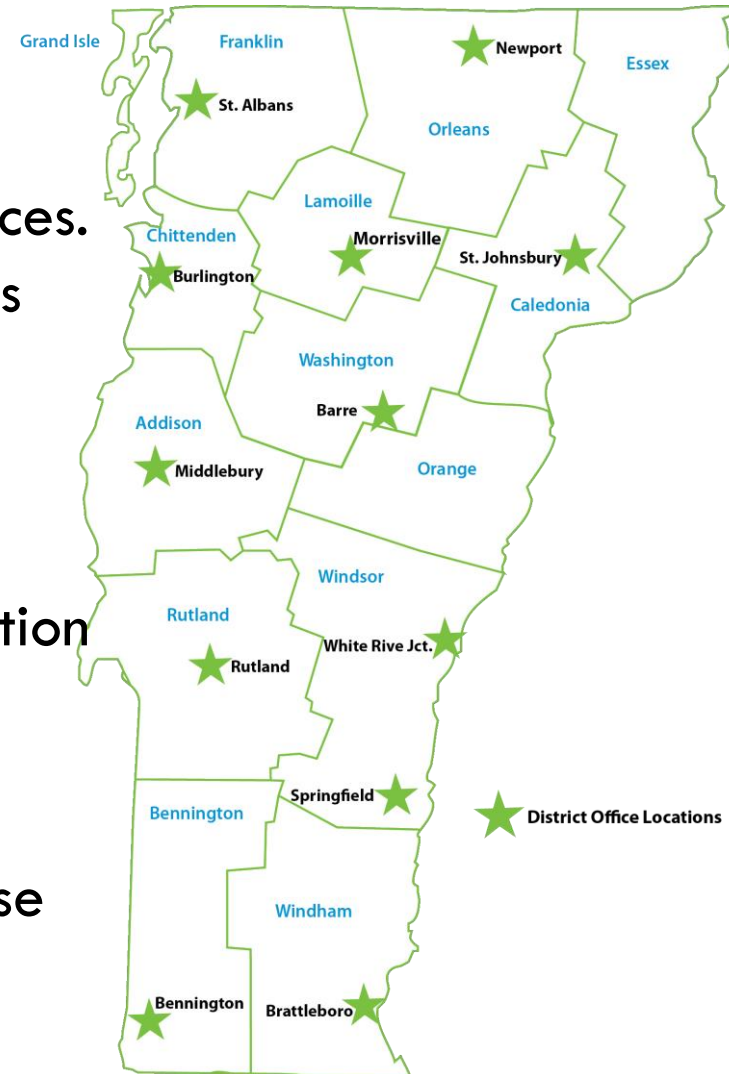 Grand Isle
Franklin
Newport
Essex
St. Albans
Orleans
ces.
Lamoille
Chittenden
Morrisville
St. Johnsbury
Burlington
s
Caledonia
Washington
Barre
Addison
Middlebury
Orange
Windsor
Rutland
tion
White Rive Jct.
Rutland
Springfield
Bennington
District Office Locations
se
Windham
Bennington
Brattleboro